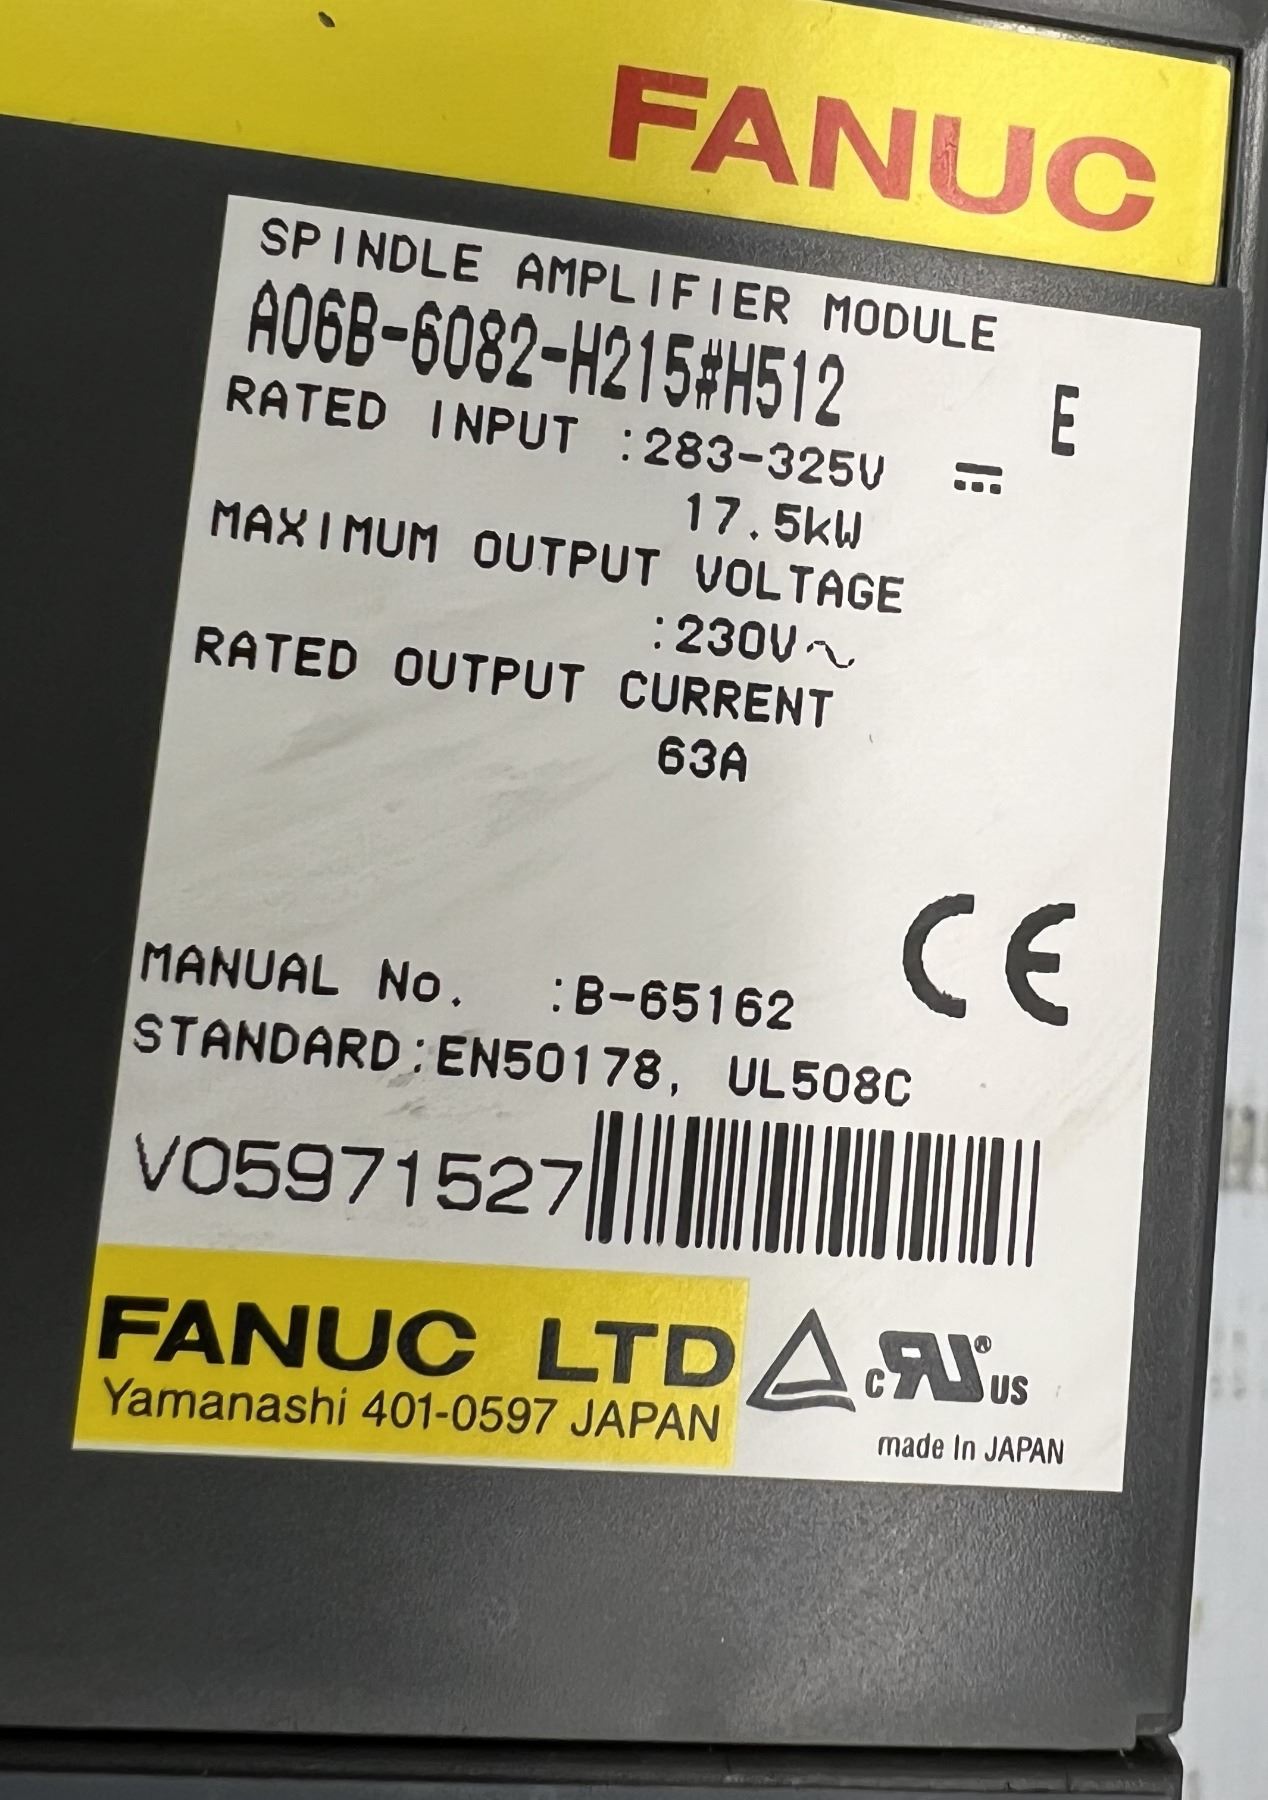 FANUC
SPINDLE AMPLIFIER MODULE
A06B-6082-H215#H512 E
RATED INPUT :283-325V ⎓
17.5kW
MAXIMUM OUTPUT VOLTAGE
:230V∿
RATED OUTPUT CURRENT
63A
CE
MANUAL No. :B-65162
STANDARD:EN50178, UL508C
V05971527
FANUC LTD
Yamanashi 401-0597 JAPAN
c RU® US
made In JAPAN